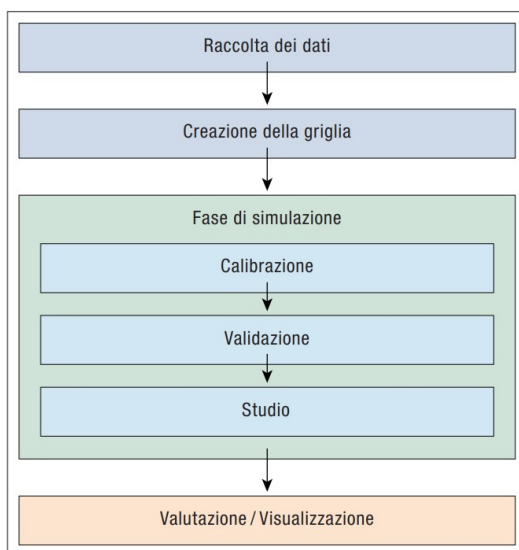 Raccolta dei dati
Creazione della griglia
Fase di simulazione
Calibrazione
Validazione
Studio
Valutazione / Visualizzazione